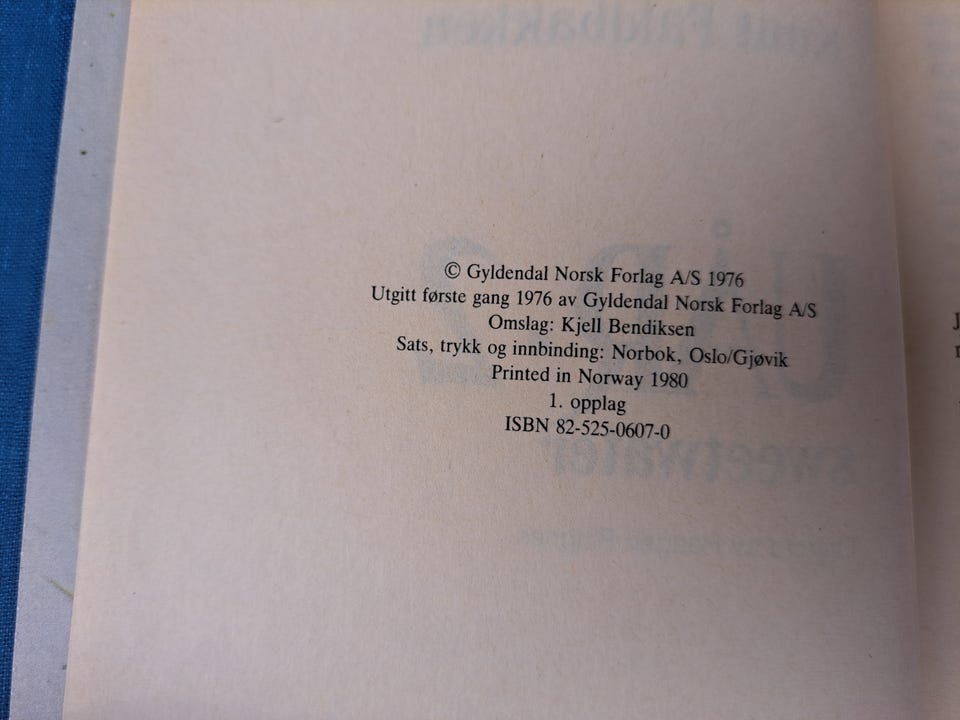 © Gyldendal Norsk Forlag A/S 1976
Utgitt første gang 1976 av Gyldendal Norsk Forlag A/S
Omslag: Kjell Bendiksen
Sats, trykk og innbinding: Norbok, Oslo/Gjøvik
Printed in Norway 1980
1. opplag
ISBN 82-525-0607-0